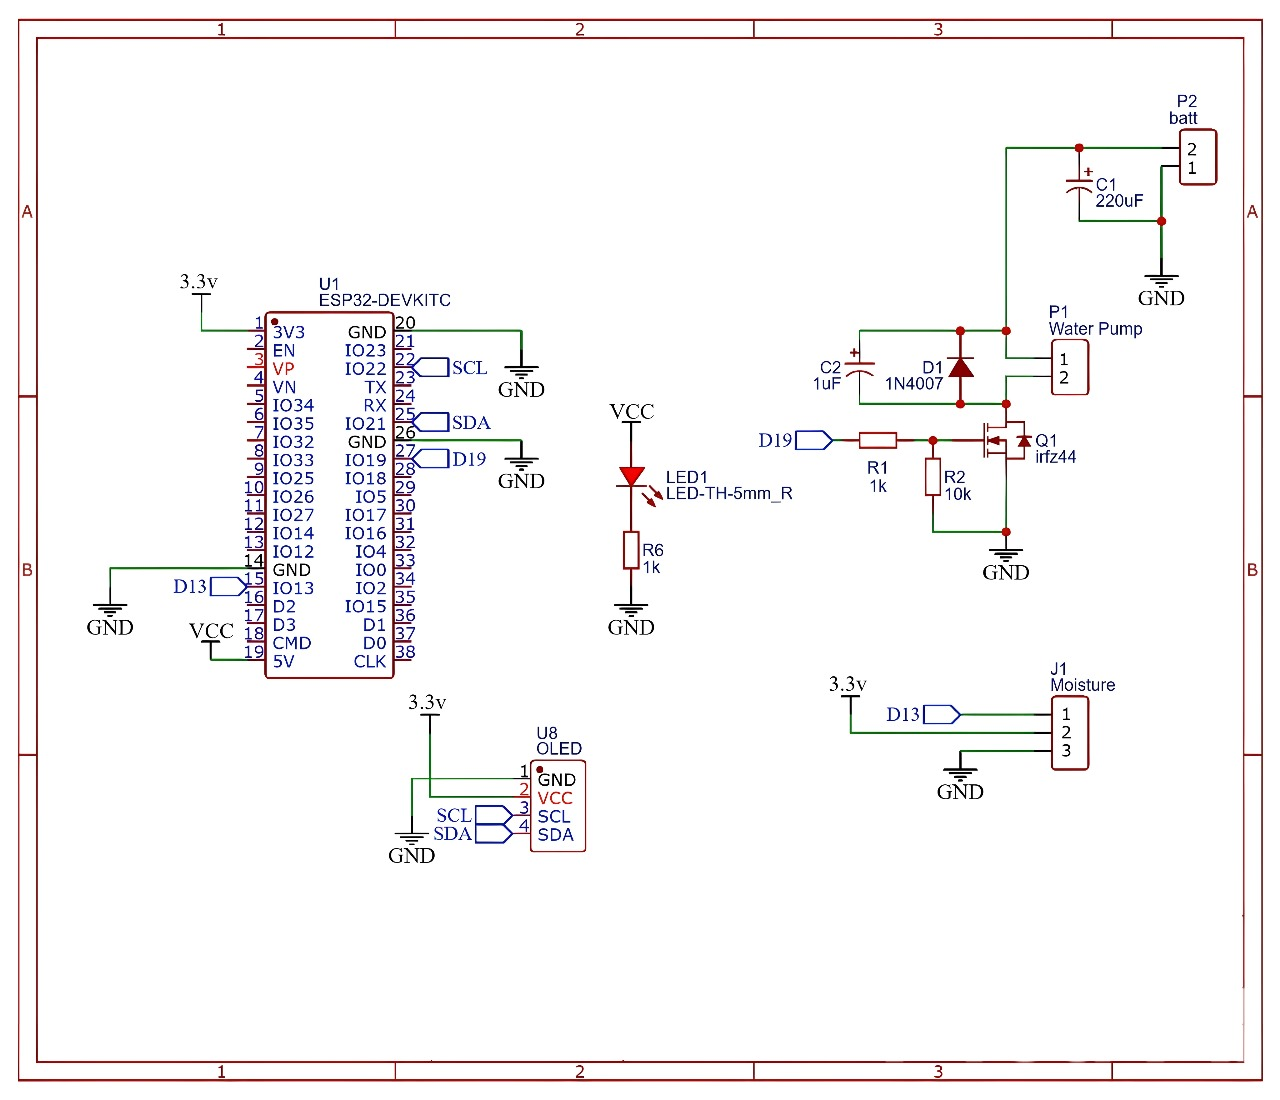 1 2 3
A A
B B
P2
batt
2
1
+
C1
220uF
GND
3.3v
U1
ESP32-DEVKITC
1 3V3 GND 20
2 EN IO23 21
3 VP IO22 22 SCL
4 VN TX 23
5 IO34 RX 24
6 IO35 IO21 25 SDA
7 IO32 GND 26
8 IO33 IO19 27 D19
9 IO25 IO18 28
10 IO26 IO5 29
11 IO27 IO17 30
12 IO14 IO16 31
13 IO12 IO4 32
14 GND IO0 33
D13 15 IO13 IO2 34
16 D2 IO15 35
17 D3 D1 36
18 CMD D0 37
VCC 19 5V CLK 38
GND
GND
GND
P1
Water Pump
1
2
+
C2
1uF
D1
1N4007
D19
R1
1k
R2
10k
Q1
irfz44
GND
VCC
LED1
LED-TH-5mm_R
R6
1k
GND
3.3v
U8
OLED
1 GND
2 VCC
SCL 3 SCL
SDA 4 SDA
GND
3.3v
J1
Moisture
D13 1
2
3
GND
1 2 3